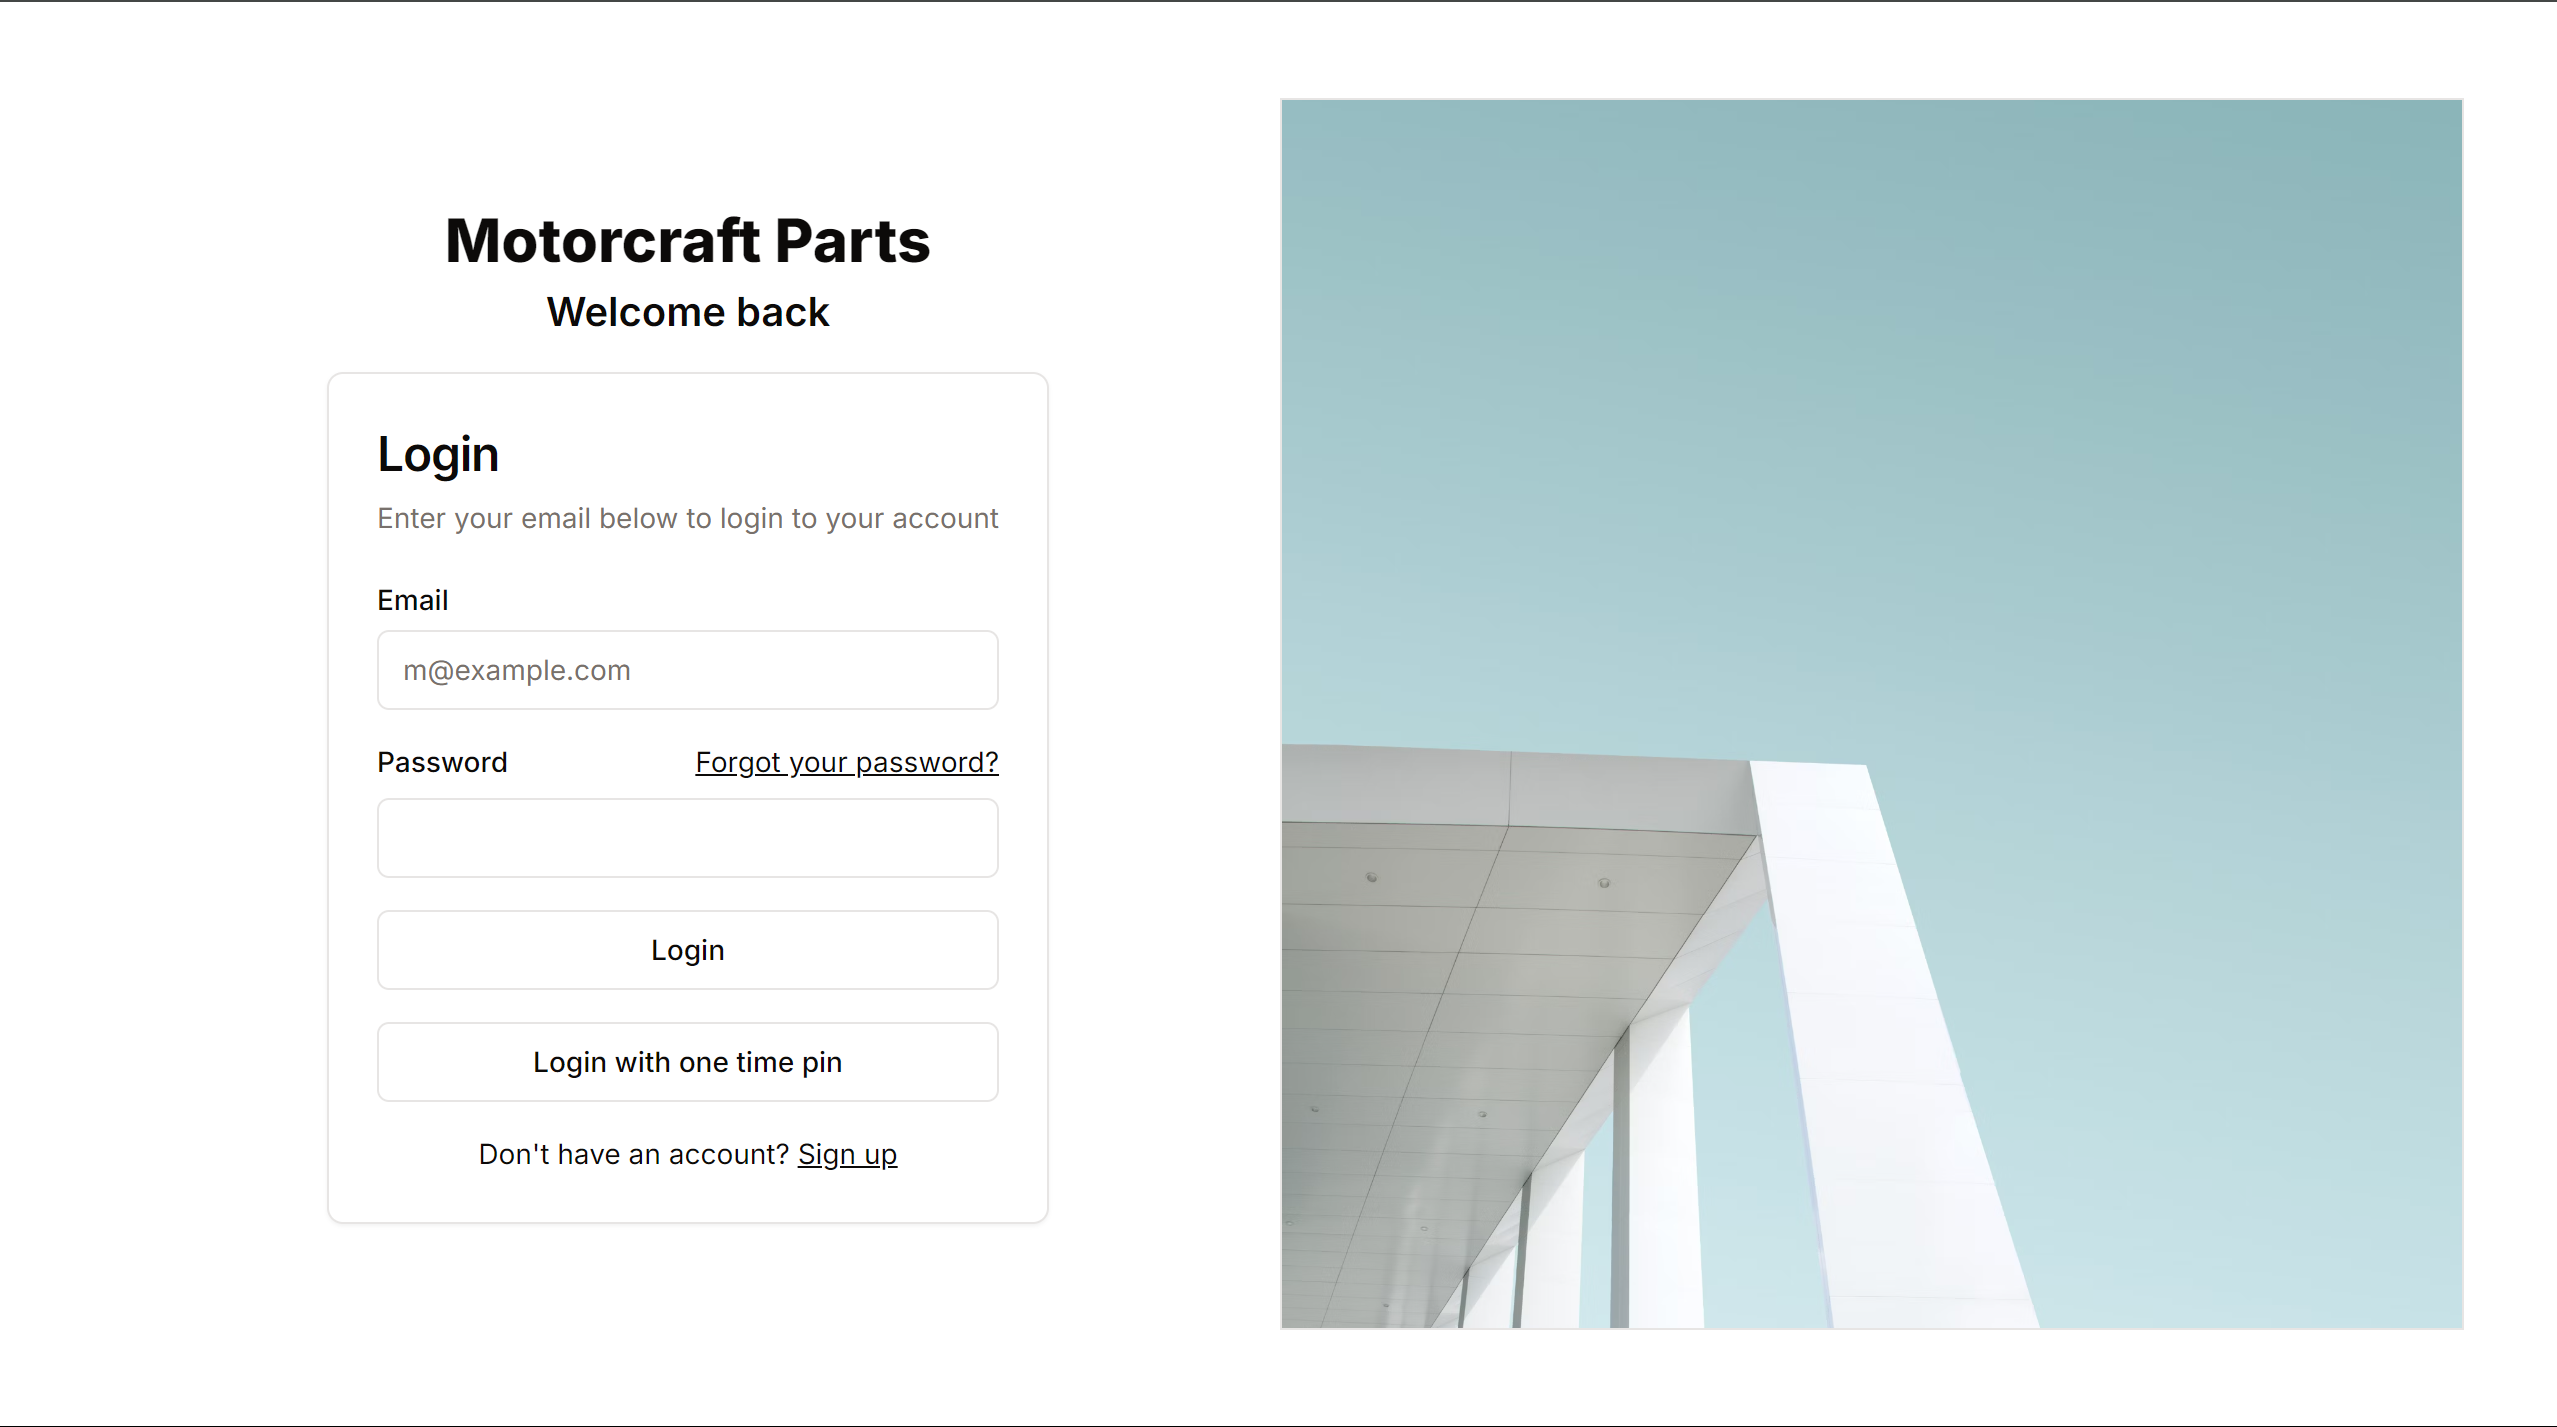 Motorcraft Parts
Welcome back
Login
Enter your email below to login to your account
Email
m@example.com
Password
Forgot your password?
Login
Login with one time pin
Don't have an account? Sign up